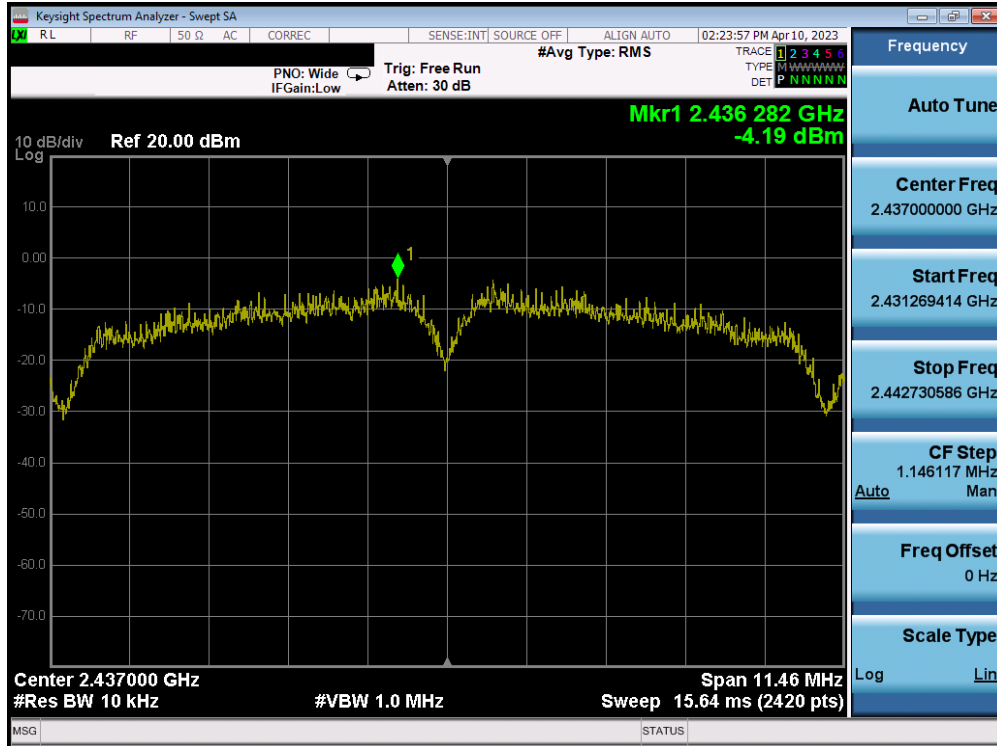 Keysight Spectrum Analyzer - Swept SA
LXI RL RF 50 Ω AC CORREC SENSE:INT SOURCE OFF ALIGN AUTO 02:23:57 PM Apr 10, 2023
#Avg Type: RMS
PNO: Wide
IFGain:Low
Trig: Free Run
Atten: 30 dB
TRACE 1 2 3 4 5 6
TYPE M WWWWW
DET P N N N N N
Mkr1 2.436 282 GHz
-4.19 dBm
10 dB/div Ref 20.00 dBm
Log
10.0
0.00
-10.0
-20.0
-30.0
-40.0
-50.0
-60.0
-70.0
1
Center 2.437000 GHz Span 11.46 MHz
#Res BW 10 kHz #VBW 1.0 MHz Sweep 15.64 ms (2420 pts)
MSG STATUS
Frequency
Auto Tune
Center Freq
2.437000000 GHz
Start Freq
2.431269414 GHz
Stop Freq
2.442730586 GHz
CF Step
1.146117 MHz
Auto Man
Freq Offset
0 Hz
Scale Type
Log Lin